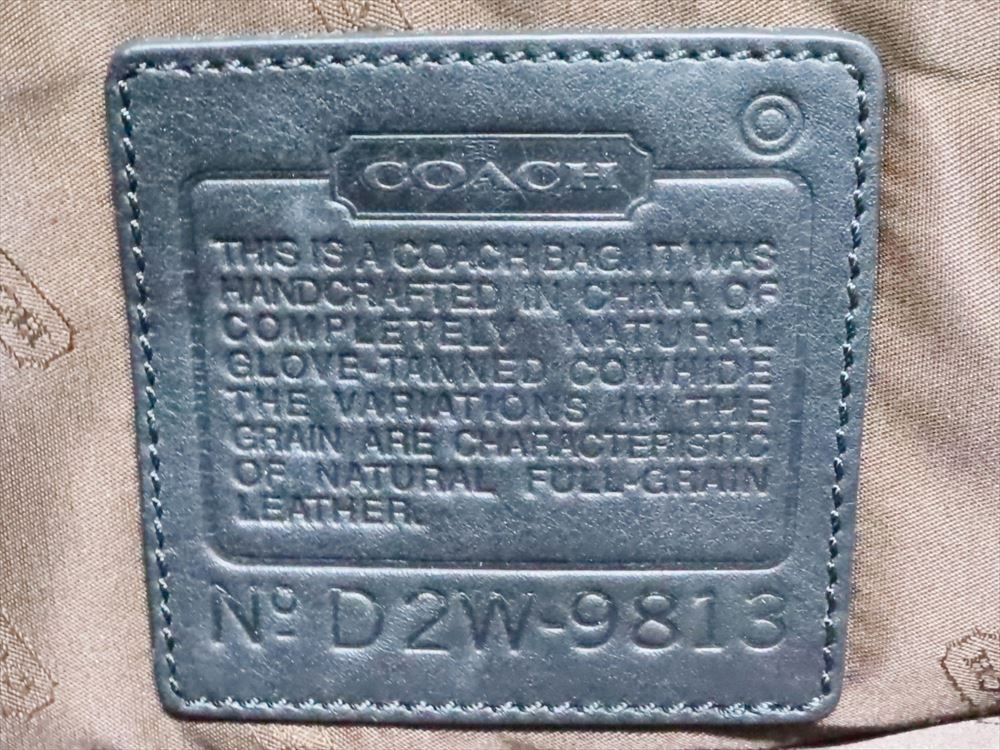 COACH
THIS IS A COACH BAG. IT WAS
HANDCRAFTED IN CHINA OF
COMPLETELY NATURAL
GLOVE-TANNED COWHIDE
THE VARIATIONS IN THE
GRAIN ARE CHARACTERISTIC
OF NATURAL FULL-GRAIN
LEATHER.
Nº D2W-9813